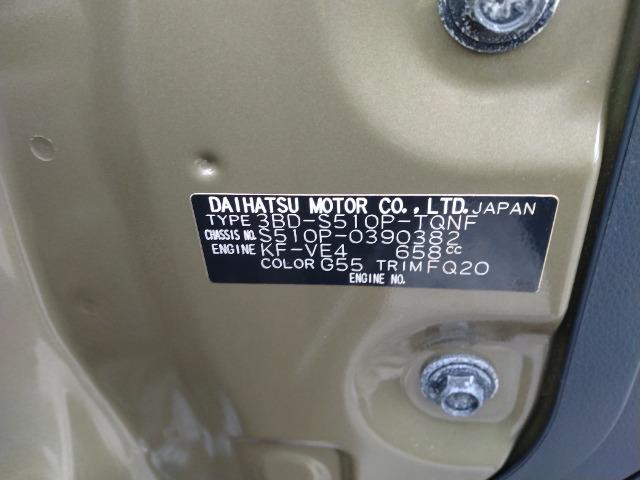 DAIHATSU MOTOR CO., LTD. JAPAN
TYPE 3BD-S510P-TQNF
CHASSIS NO. S510P-0390382
ENGINE KF-VE4 658CC
COLOR G55 TRIM FQ20
ENGINE NO.